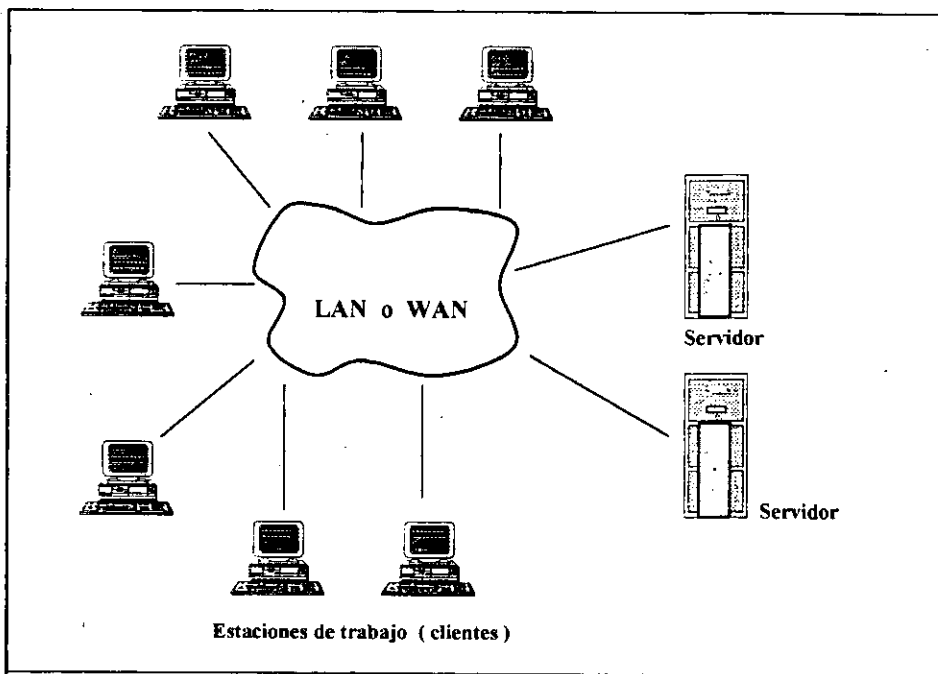 LAN o WAN
Servidor
Servidor
Estaciones de trabajo ( clientes )